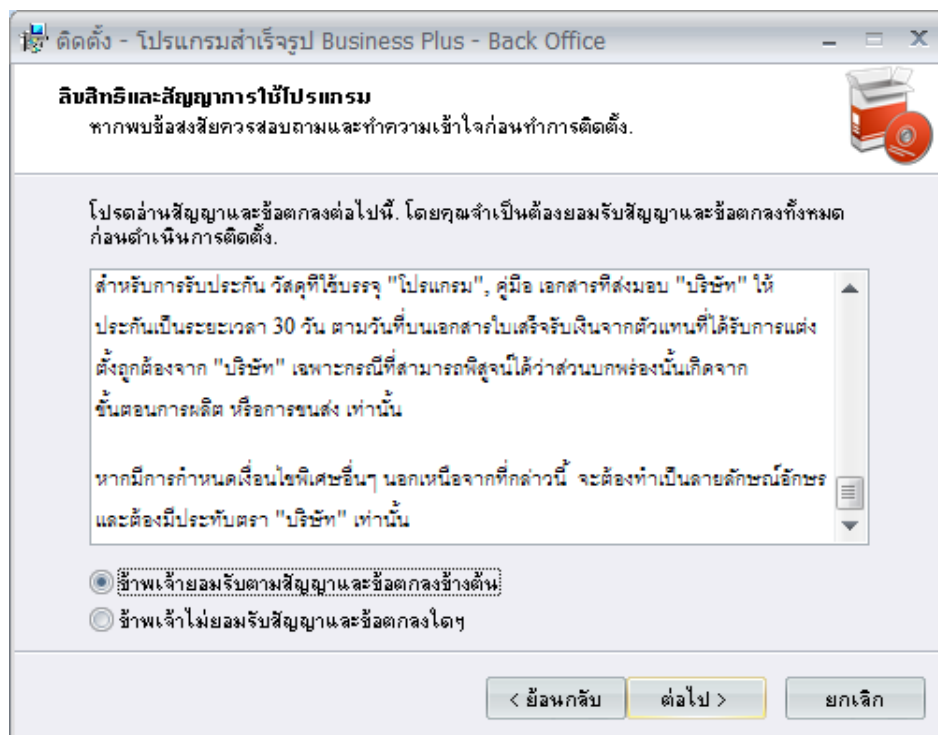 ติดตั้ง - โปรแกรมสำเร็จรูป Business Plus - Back Office
ลิขสิทธิและสัญญาการใช้โปรแกรม
หากพบข้อสงสัยควรสอบถามและทำความเข้าใจก่อนทำการติดตั้ง.
โปรดอ่านสัญญาและข้อตกลงต่อไปนี้. โดยคุณจำเป็นต้องยอมรับสัญญาและข้อตกลงทั้งหมด
ก่อนดำเนินการติดตั้ง.
สำหรับการรับประกัน วัสดุที่ใช้บรรจุ "โปรแกรม", คู่มือ เอกสารที่ส่งมอบ "บริษัท" ให้
ประกันเป็นระยะเวลา 30 วัน ตามวันที่บนเอกสารใบเสร็จรับเงินจากตัวแทนที่ได้รับการแต่ง
ตั้งถูกต้องจาก "บริษัท" เฉพาะกรณีที่สามารถพิสูจน์ได้ว่าส่วนบกพร่องนั้นเกิดจาก
ขั้นตอนการผลิต หรือการขนส่ง เท่านั้น
หากมีการกำหนดเงื่อนไขพิเศษอื่นๆ นอกเหนือจากที่กล่าวนี้ จะต้องทำเป็นลายลักษณ์อักษร
และต้องมีประทับตรา "บริษัท" เท่านั้น
ข้าพเจ้ายอมรับตามสัญญาและข้อตกลงข้างต้น
ข้าพเจ้าไม่ยอมรับสัญญาและข้อตกลงใดๆ
< ย้อนกลับ
ต่อไป >
ยกเลิก